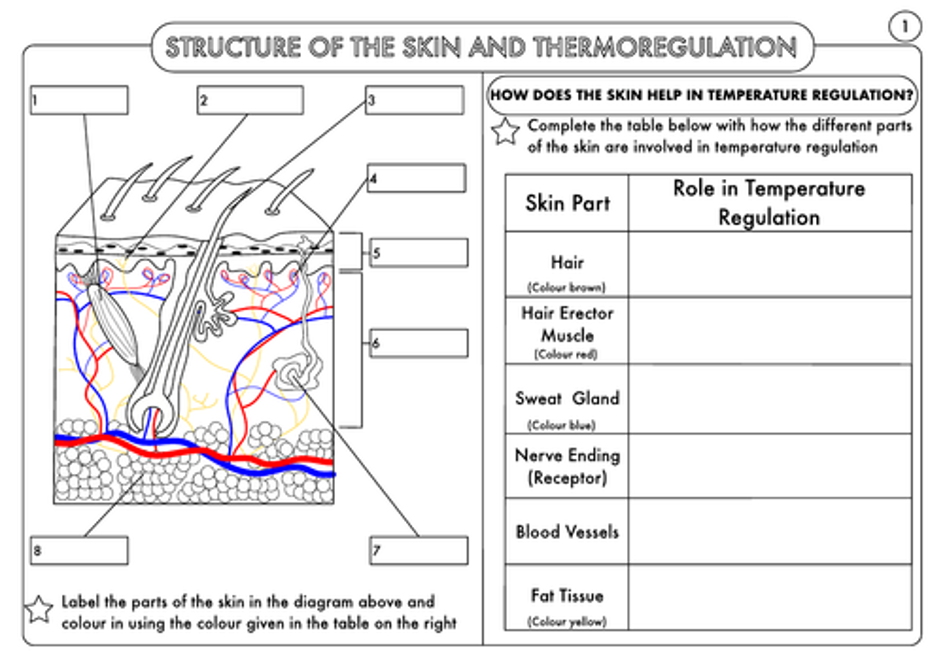 1
STRUCTURE OF THE SKIN AND THERMOREGULATION
1
2
3
4
5
6
8
7
Label the parts of the skin in the diagram above and
colour in using the colour given in the table on the right
HOW DOES THE SKIN HELP IN TEMPERATURE REGULATION?
Complete the table below with how the different parts
of the skin are involved in temperature regulation
Skin Part
Role in Temperature
Regulation
Hair
(Colour brown)
Hair Erector
Muscle
(Colour red)
Sweat Gland
(Colour blue)
Nerve Ending
(Receptor)
Blood Vessels
Fat Tissue
(Colour yellow)